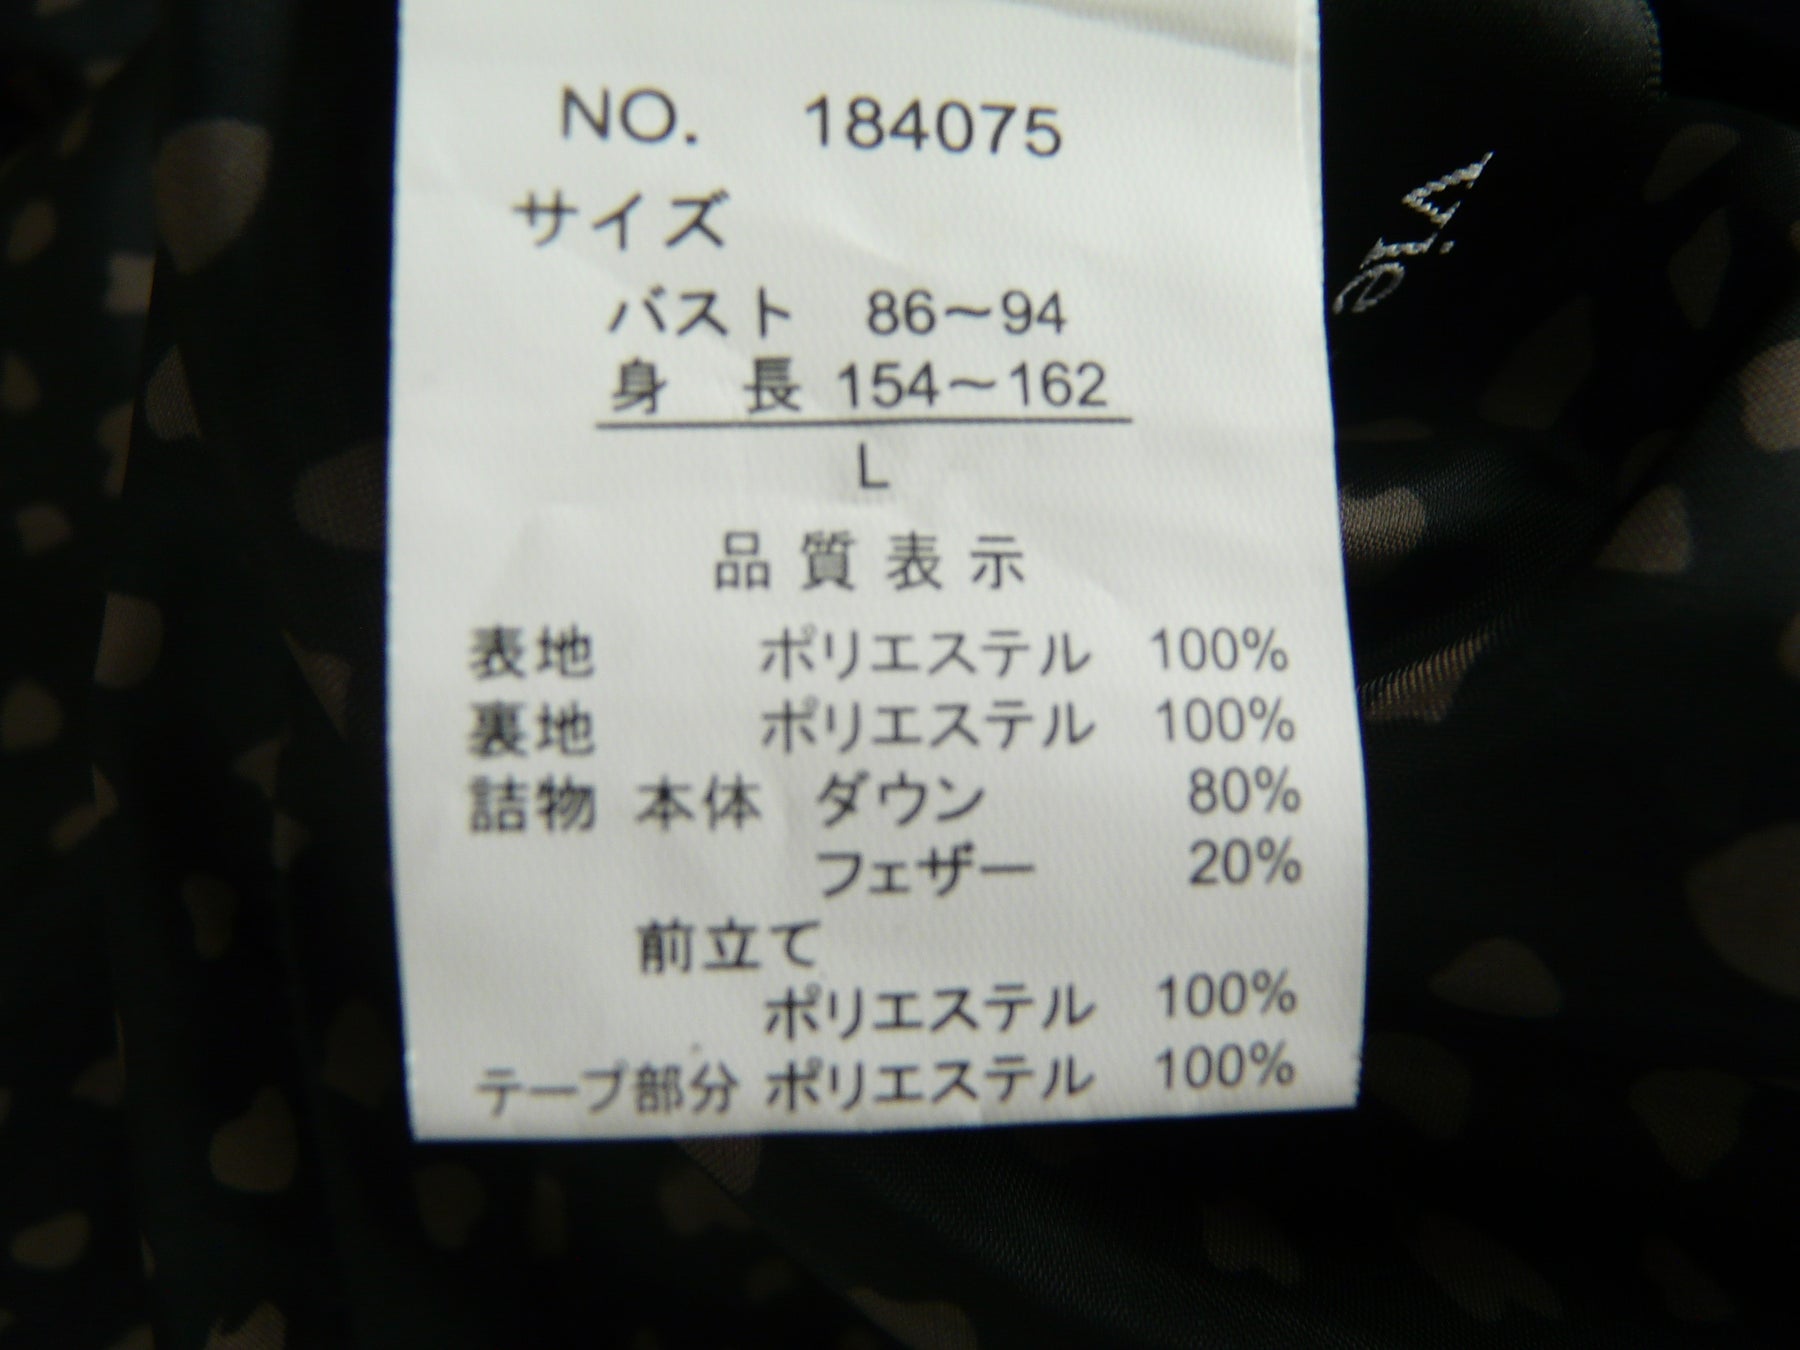 NO. 184075
サイズ
バスト 86～94
身 長 154～162
L
品質表示
表地 ポリエステル 100%
裏地 ポリエステル 100%
詰物 本体 ダウン 80%
フェザー 20%
前立て
ポリエステル 100%
テープ部分 ポリエステル 100%